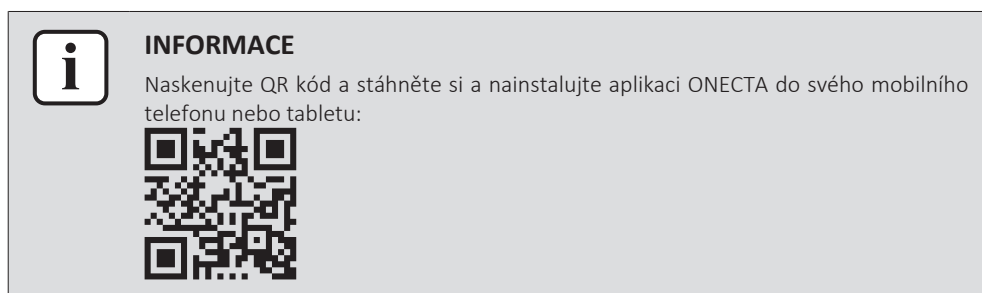 i
INFORMACE
Naskenujte QR kód a stáhněte si a nainstalujte aplikaci ONECTA do svého mobilního
telefonu nebo tabletu: